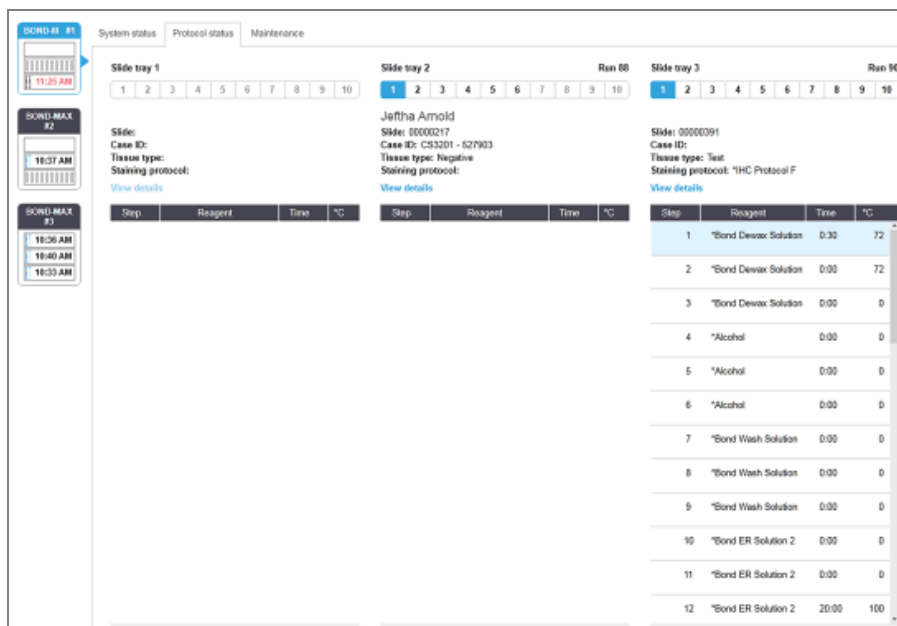 BOND-III #1
11:25 AM
BOND-MAX
#2
10:37 AM
BOND-MAX
#3
10:36 AM
10:40 AM
10:33 AM
System status Protocol status Maintenance
Slide tray 1
1 2 3 4 5 6 7 8 9 10
Slide:
Case ID:
Tissue type:
Staining protocol:
View details
Step Reagent Time °C
Slide tray 2 Run 88
1 2 3 4 5 6 7 8 9 10
Jeftha Arnold
Slide: 00000217
Case ID: CS3201 - 527903
Tissue type: Negative
Staining protocol:
View details
Step Reagent Time °C
Slide tray 3 Run 90
1 2 3 4 5 6 7 8 9 10
Slide: 00000391
Case ID:
Tissue type: Test
Staining protocol: *IHC Protocol F
View details
Step Reagent Time °C
1 *Bond Dewax Solution 0:30 72
2 *Bond Dewax Solution 0:00 72
3 *Bond Dewax Solution 0:00 0
4 *Alcohol 0:00 0
5 *Alcohol 0:00 0
6 *Alcohol 0:00 0
7 *Bond Wash Solution 0:00 0
8 *Bond Wash Solution 0:00 0
9 *Bond Wash Solution 0:00 0
10 *Bond ER Solution 2 0:00 0
11 *Bond ER Solution 2 0:00 0
12 *Bond ER Solution 2 20:00 100